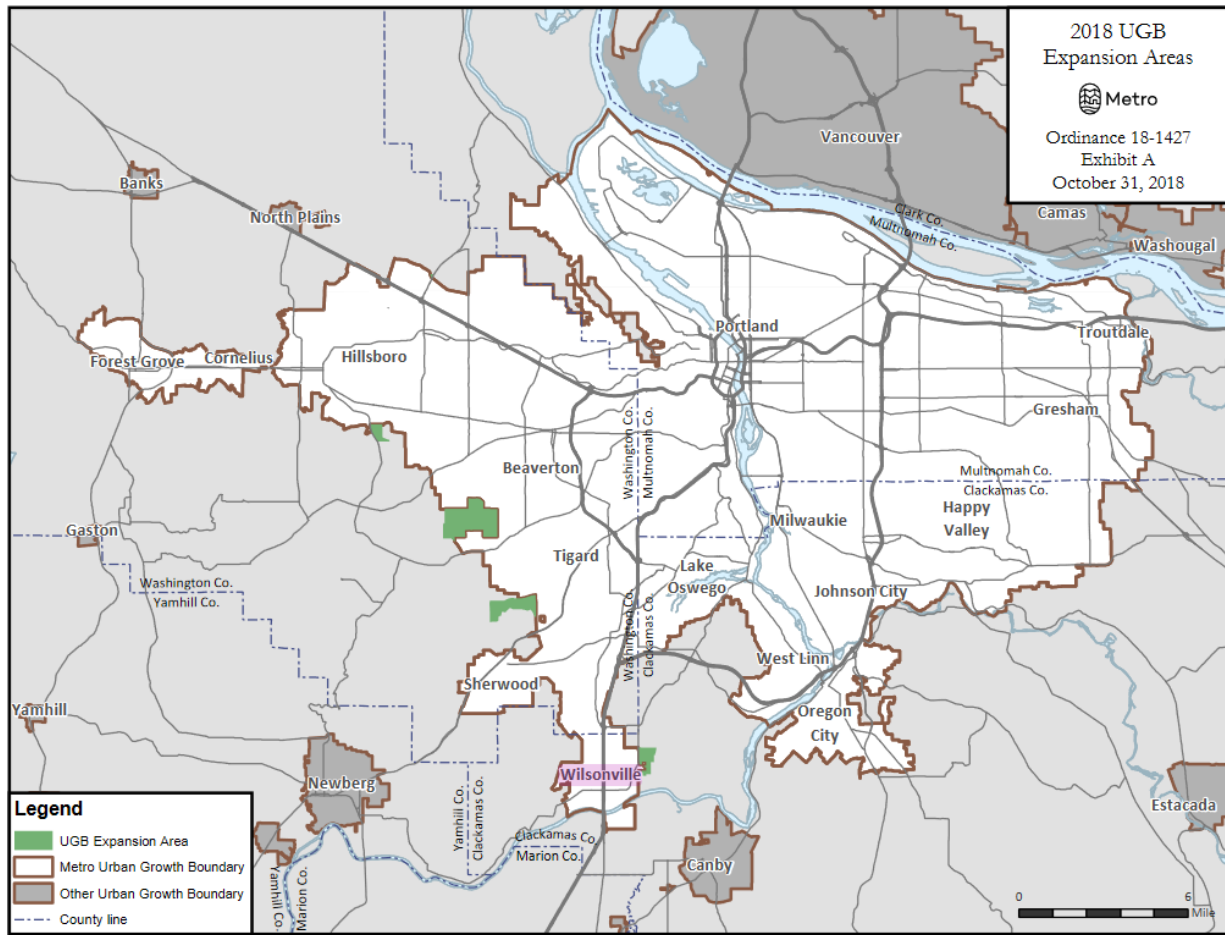 2018 UGB
Expansion Areas
Metro
Ordinance 18-1427
Exhibit A
October 31, 2018
Vancouver
Banks
North Plains
Clark Co.
Multnomah Co.
Camas
Washougal
Portland
Troutdale
Forest Grove
Cornelius
Hillsboro
Gresham
Washington Co.
Multnomah Co.
Beaverton
Multnomah Co.
Clackamas Co.
Happy
Valley
Milwaukie
Gaston
Tigard
Lake
Oswego
Johnson City
Washington Co.
Yamhill Co.
Washington Co.
Clackamas Co.
West Linn
Sherwood
Yamhill
Oregon
City
Newberg
Wilsonville
Estacada
Yamhill Co.
Clackamas Co.
Clackamas Co.
Marion Co.
Canby
Yamhill Co.
Marion Co.
Legend
UGB Expansion Area
Metro Urban Growth Boundary
Other Urban Growth Boundary
County line
0 6
Mile